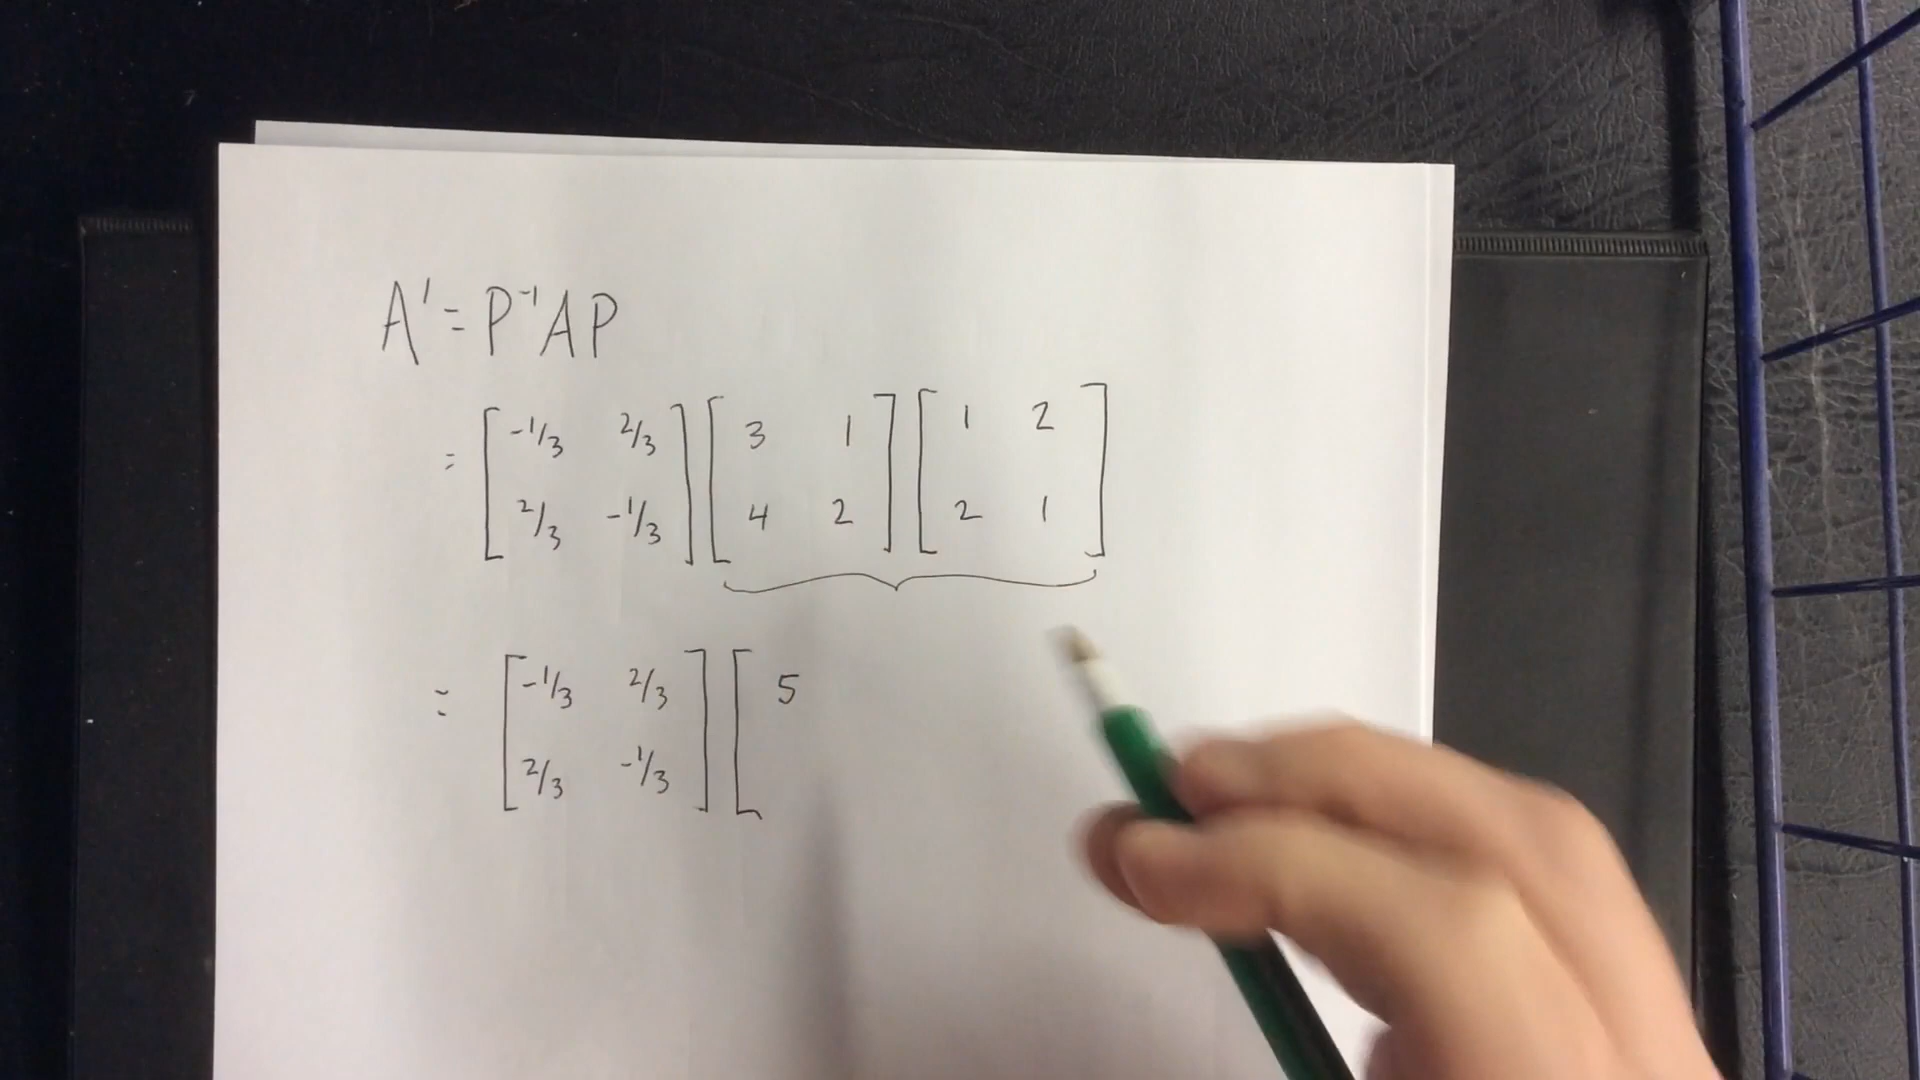 A' = P⁻¹AP
= [ -1/3 2/3 ] [ 3 1 ] [ 1 2 ]
[ 2/3 -1/3 ] [ 4 2 ] [ 2 1 ]
= [ -1/3 2/3 ] [ 5
[ 2/3 -1/3 ] [